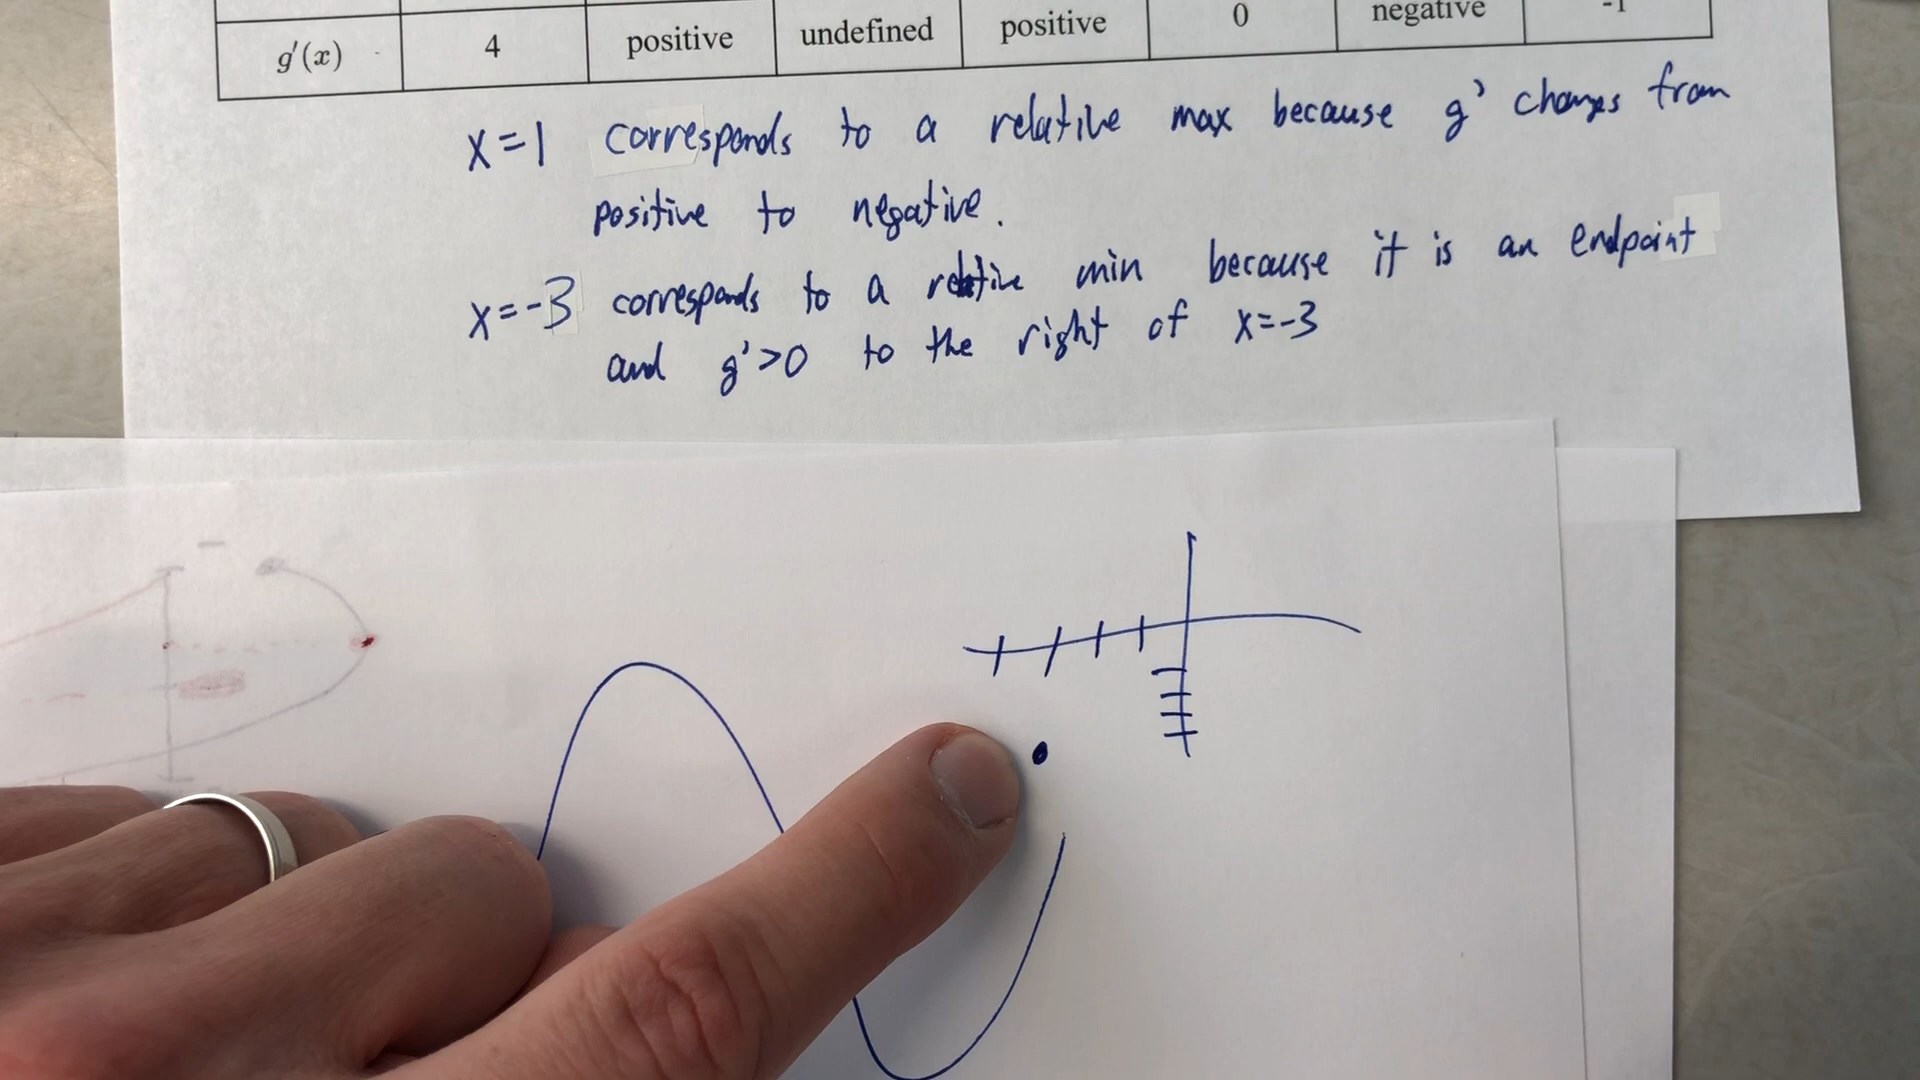 g′(x) 4 positive undefined positive 0 negative -1
x=1 corresponds to a relative max because g' changes from
positive to negative.
x=-3 corresponds to a relative min because it is an endpoint
and g'>0 to the right of x=-3